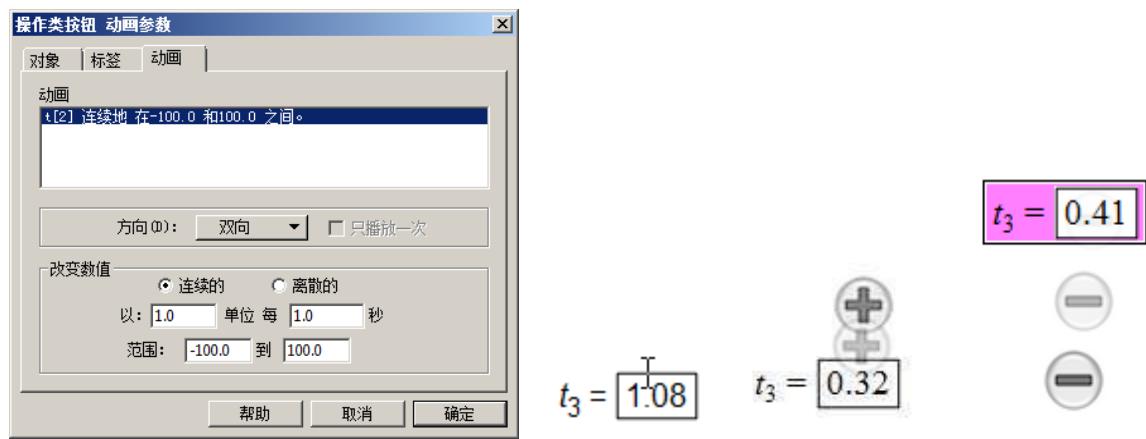 操作类按钮 动画参数
对象 标签 动画
动画
t[2] 连续地 在-100.0 和100.0 之间。
方向(D): 双向 只播放一次
改变数值
连续的 离散的
以: 1.0 单位 每 1.0 秒
范围: -100.0 到 100.0
帮助 取消 确定
t₃ = 1.08
t₃ = 0.32
t₃ = 0.41